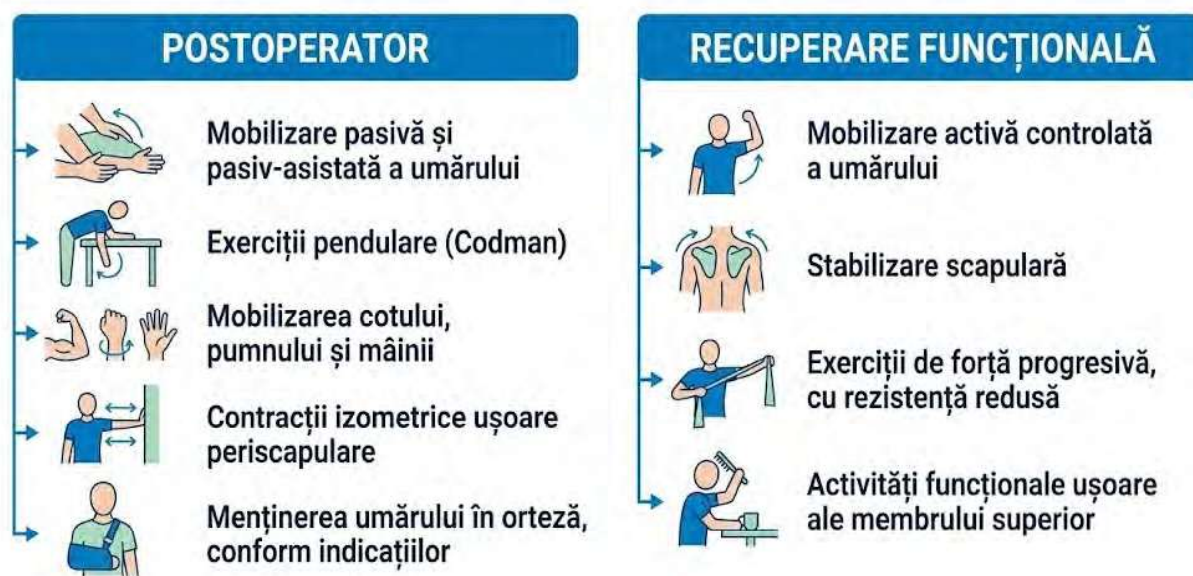 POSTOPERATOR
Mobilizare pasivă și
pasiv-asistată a umărului
Exerciții pendulare (Codman)
Mobilizarea cotului,
pumnului și mâinii
Contracții izometrice ușoare
periscapulare
Menținerea umărului în orteză,
conform indicațiilor
RECUPERARE FUNCȚIONALĂ
Mobilizare activă controlată
a umărului
Stabilizare scapulară
Exerciții de forță progresivă,
cu rezistență redusă
Activități funcționale ușoare
ale membrului superior